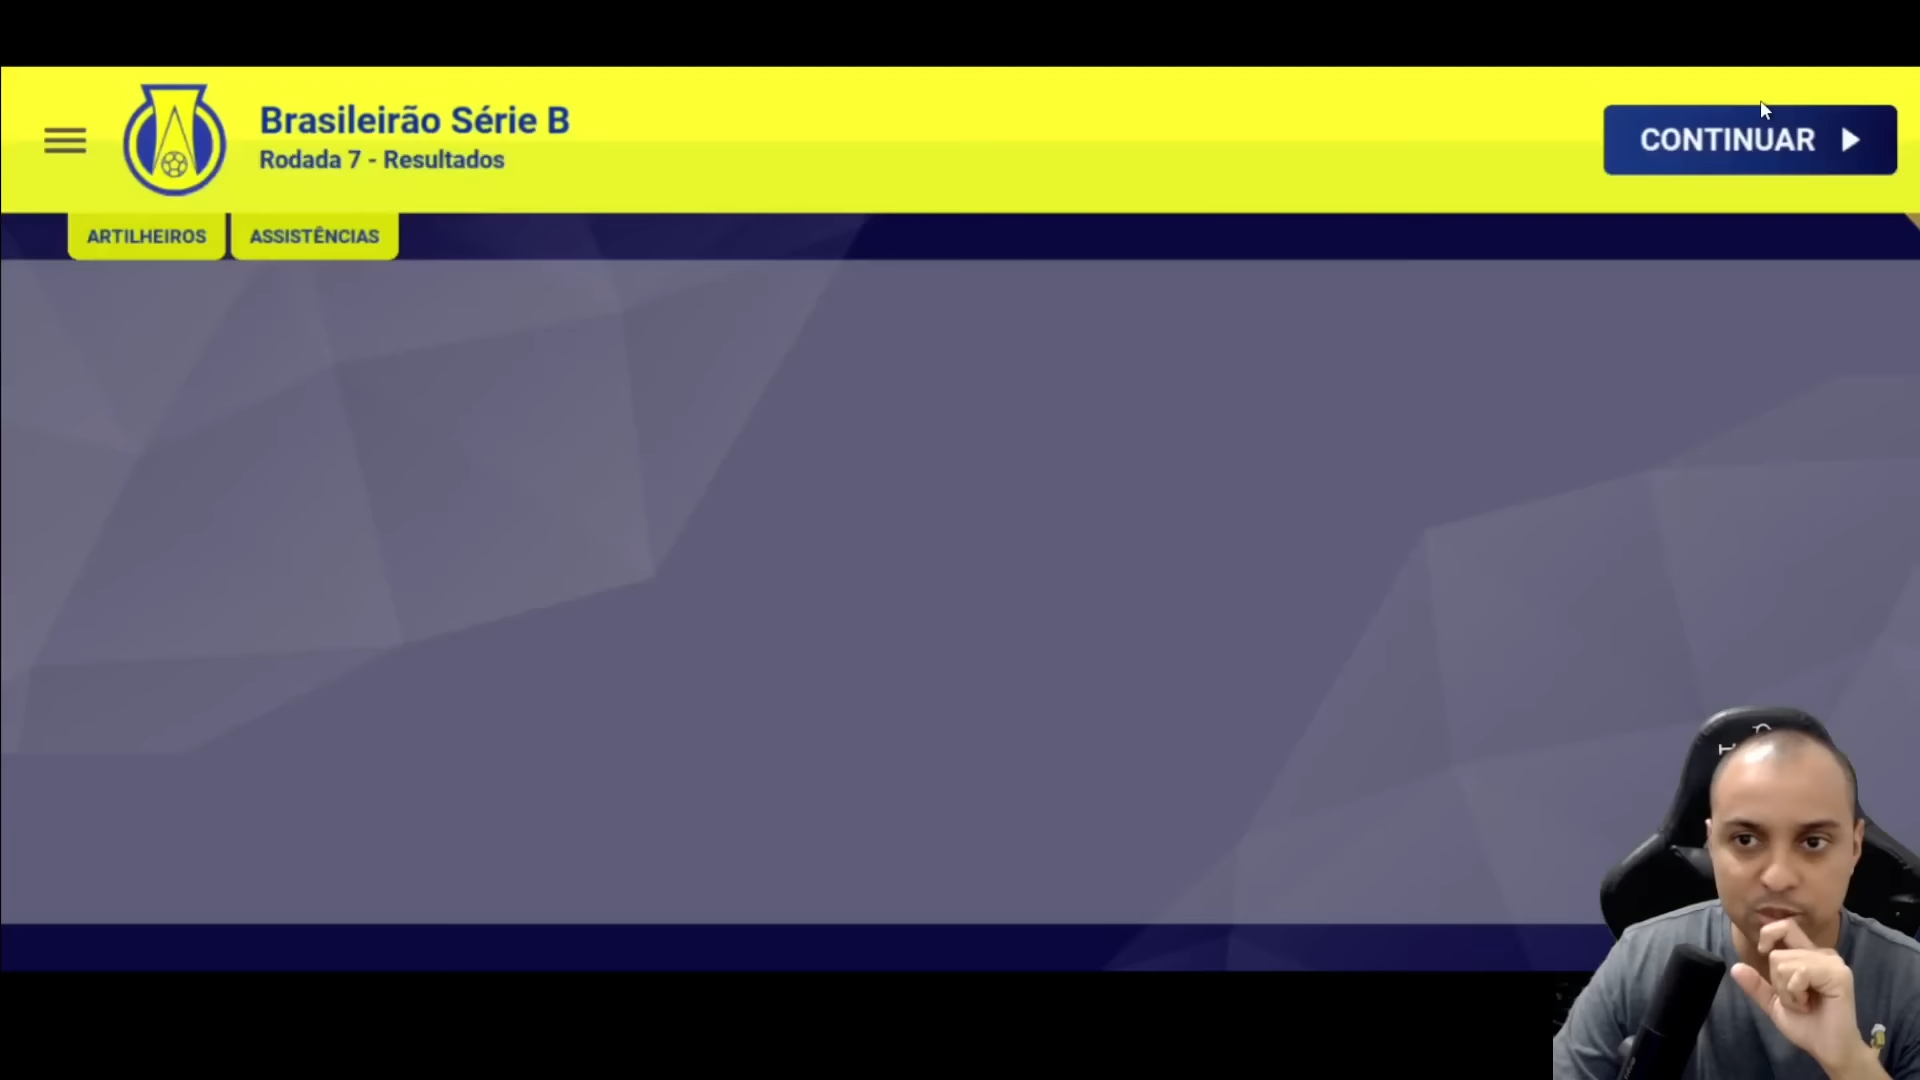 Brasileirão Série B
Rodada 7 - Resultados
CONTINUAR
ARTILHEIROS
ASSISTÊNCIAS